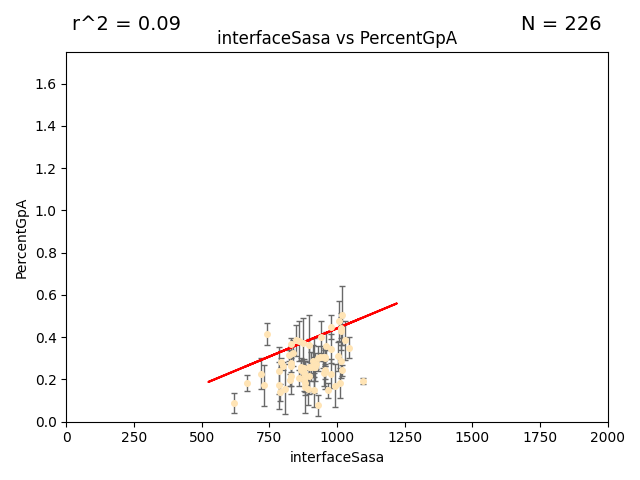 r^2 = 0.09
N = 226
interfaceSasa vs PercentGpA
PercentGpA
1.6
1.4
1.2
1.0
0.8
0.6
0.4
0.2
0.0
0 250 500 750 1000 1250 1500 1750 2000
interfaceSasa